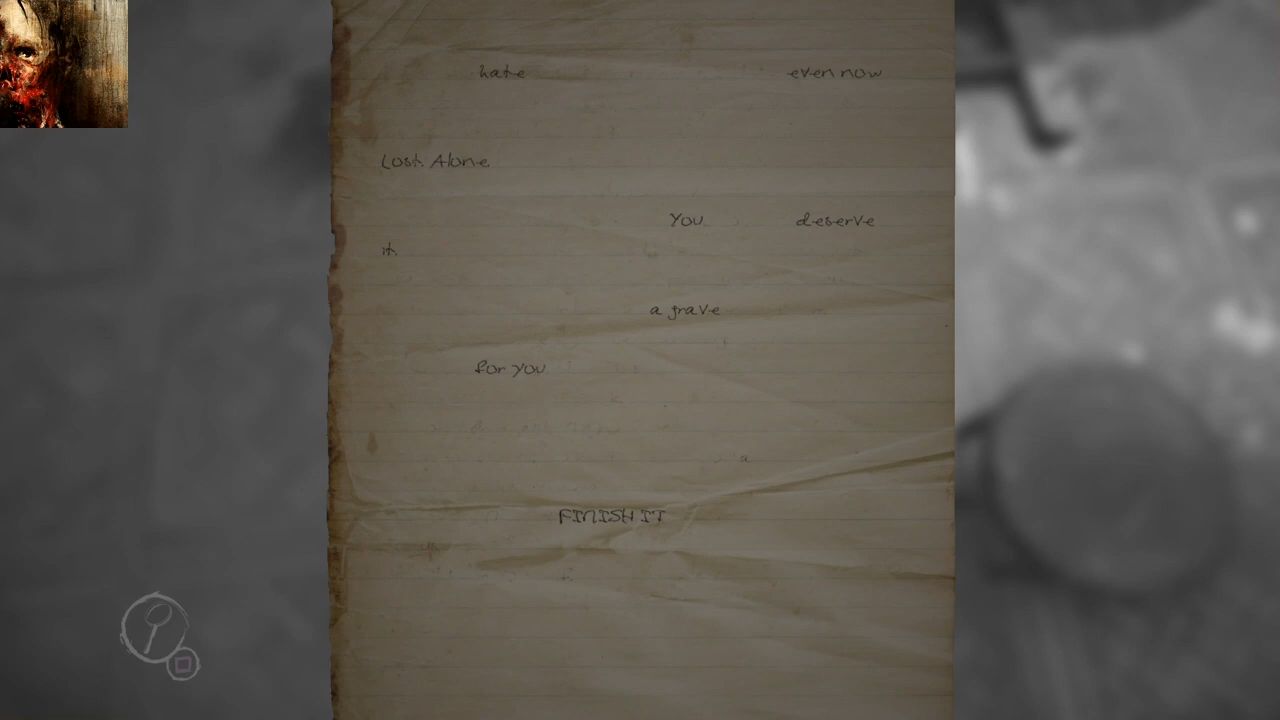 hate even now
Lost. Alone
You deserve
it.
a grave
for you
a
FINISH IT